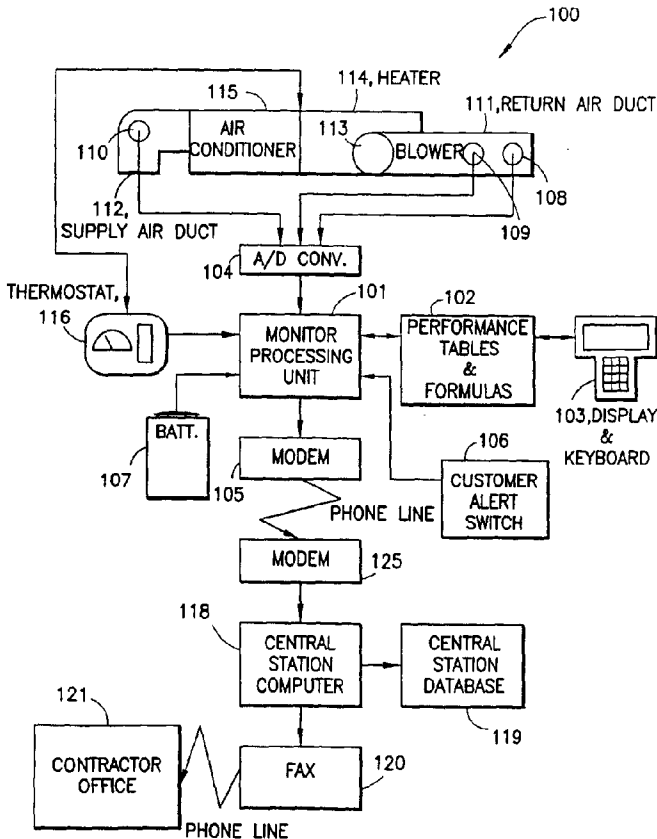 100
114, HEATER
115
111, RETURN AIR DUCT
110
AIR
CONDITIONER
113
BLOWER
108
112,
SUPPLY AIR DUCT
109
A/D CONV.
104
THERMOSTAT,
116
101
MONITOR
PROCESSING
UNIT
102
PERFORMANCE
TABLES
&
FORMULAS
103, DISPLAY
&
KEYBOARD
BATT.
107
MODEM
105
106
CUSTOMER
ALERT
SWITCH
PHONE LINE
MODEM
125
118
CENTRAL
STATION
COMPUTER
CENTRAL
STATION
DATABASE
119
121
CONTRACTOR
OFFICE
FAX
120
PHONE LINE